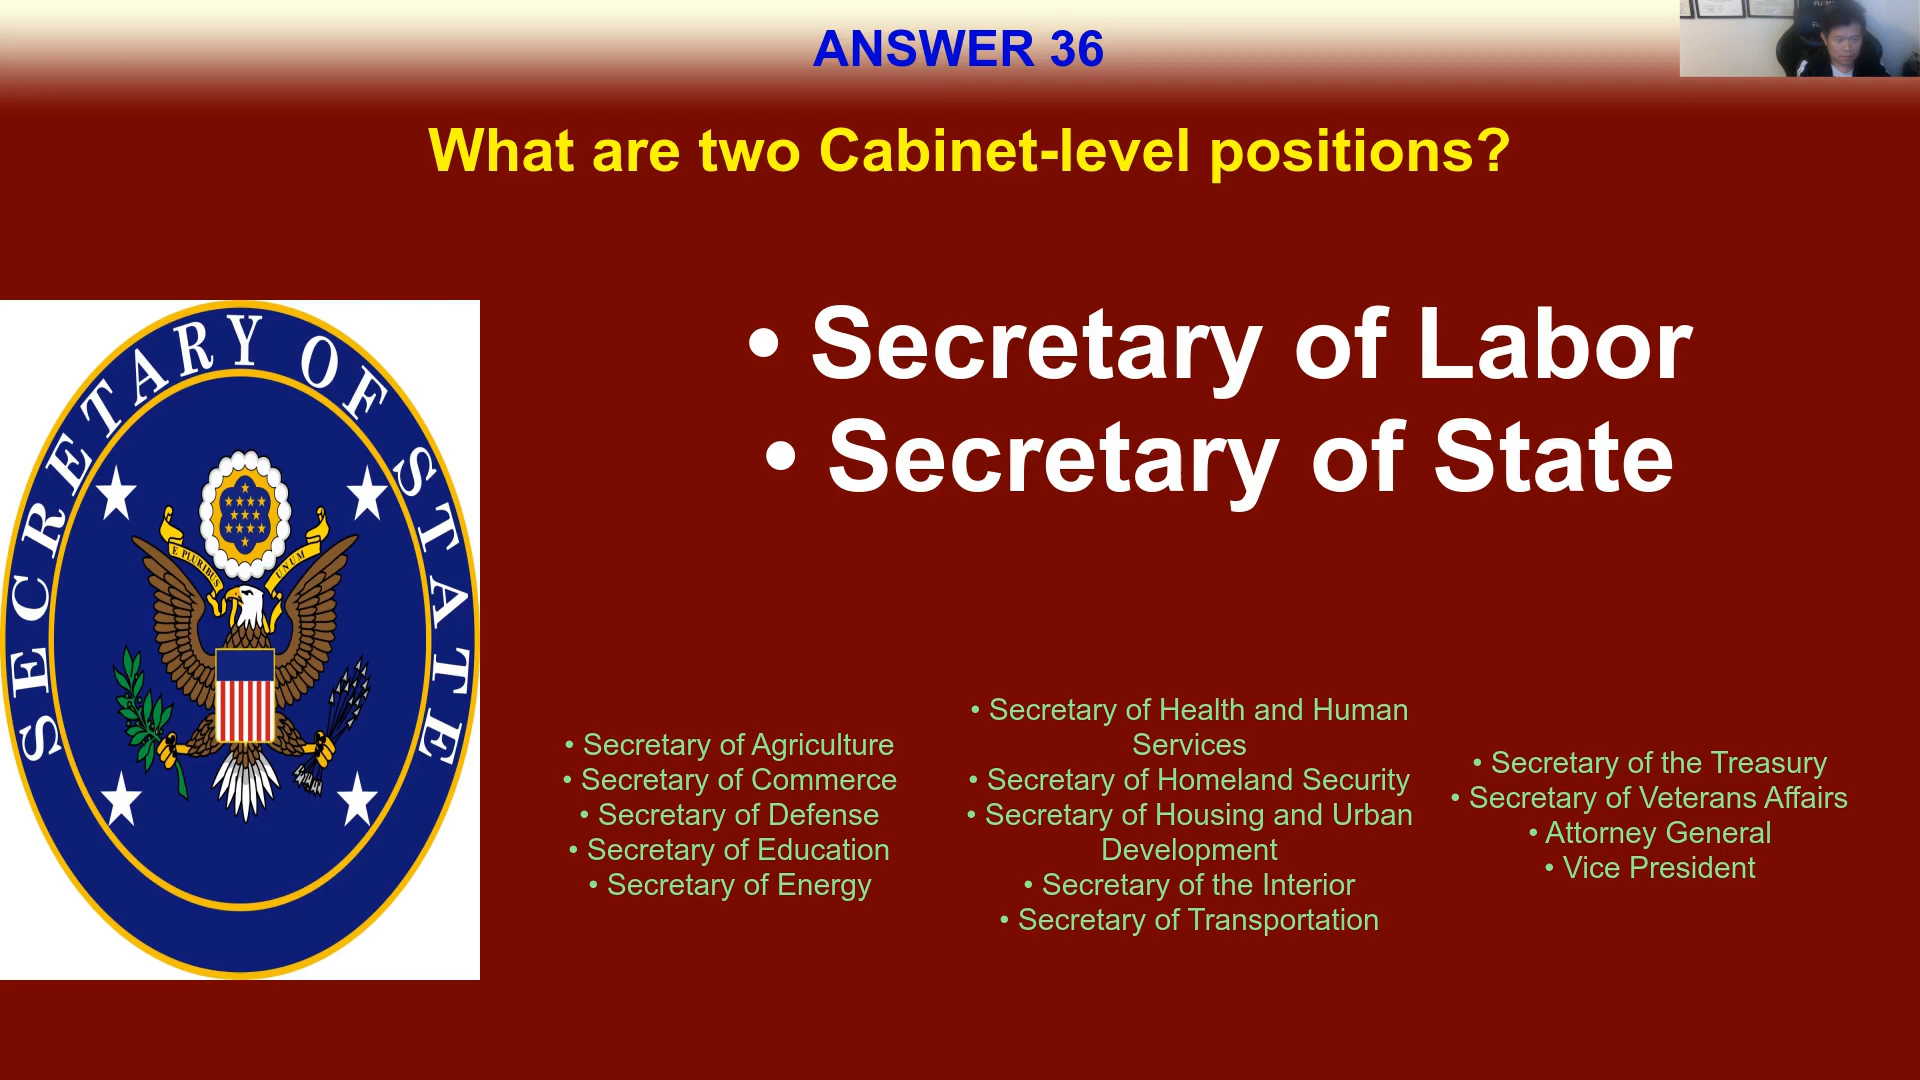 ANSWER 36
What are two Cabinet-level positions?
• Secretary of Labor
• Secretary of State
SECRETARY OF STATE
E PLURIBUS UNUM
• Secretary of Agriculture
• Secretary of Commerce
• Secretary of Defense
• Secretary of Education
• Secretary of Energy
• Secretary of Health and Human
Services
• Secretary of Homeland Security
• Secretary of Housing and Urban
Development
• Secretary of the Interior
• Secretary of Transportation
• Secretary of the Treasury
• Secretary of Veterans Affairs
• Attorney General
• Vice President